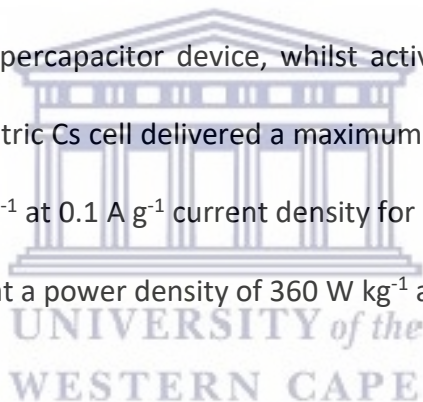 percapacitor device, whilst activ
tric Cs cell delivered a maximum
-1 at 0.1 A g-1 current density for
at a power density of 360 W kg-1 a
UNIVERSITY of the
WESTERN CAPE